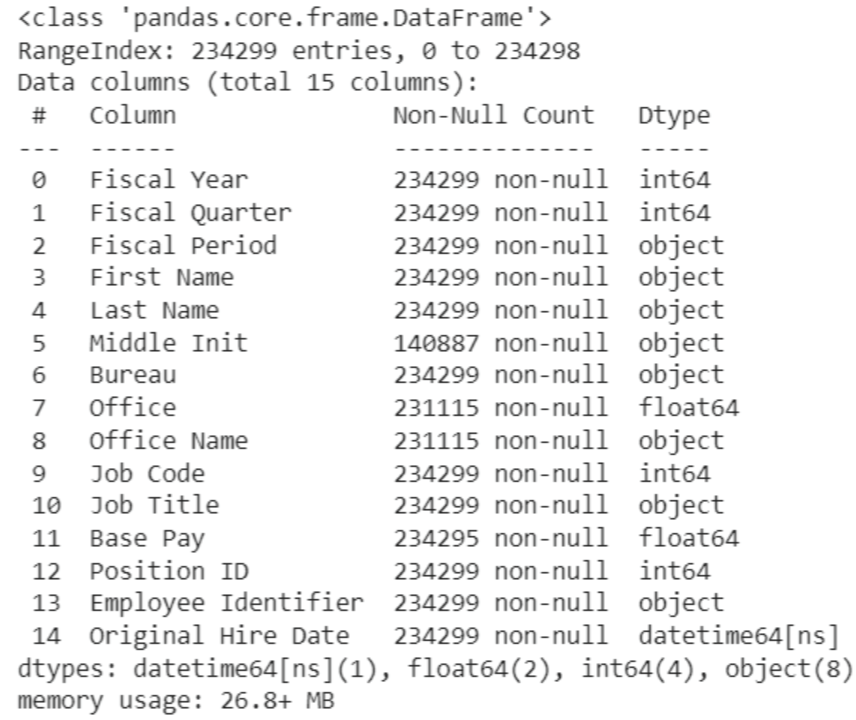 <class 'pandas.core.frame.DataFrame'>
RangeIndex: 234299 entries, 0 to 234298
Data columns (total 15 columns):
 #   Column               Non-Null Count   Dtype
---  ------               --------------   -----
 0   Fiscal Year          234299 non-null  int64
 1   Fiscal Quarter       234299 non-null  int64
 2   Fiscal Period        234299 non-null  object
 3   First Name           234299 non-null  object
 4   Last Name            234299 non-null  object
 5   Middle Init          140887 non-null  object
 6   Bureau               234299 non-null  object
 7   Office               231115 non-null  float64
 8   Office Name          231115 non-null  object
 9   Job Code             234299 non-null  int64
 10  Job Title            234299 non-null  object
 11  Base Pay             234295 non-null  float64
 12  Position ID          234299 non-null  int64
 13  Employee Identifier  234299 non-null  object
 14  Original Hire Date   234299 non-null  datetime64[ns]
dtypes: datetime64[ns](1), float64(2), int64(4), object(8)
memory usage: 26.8+ MB